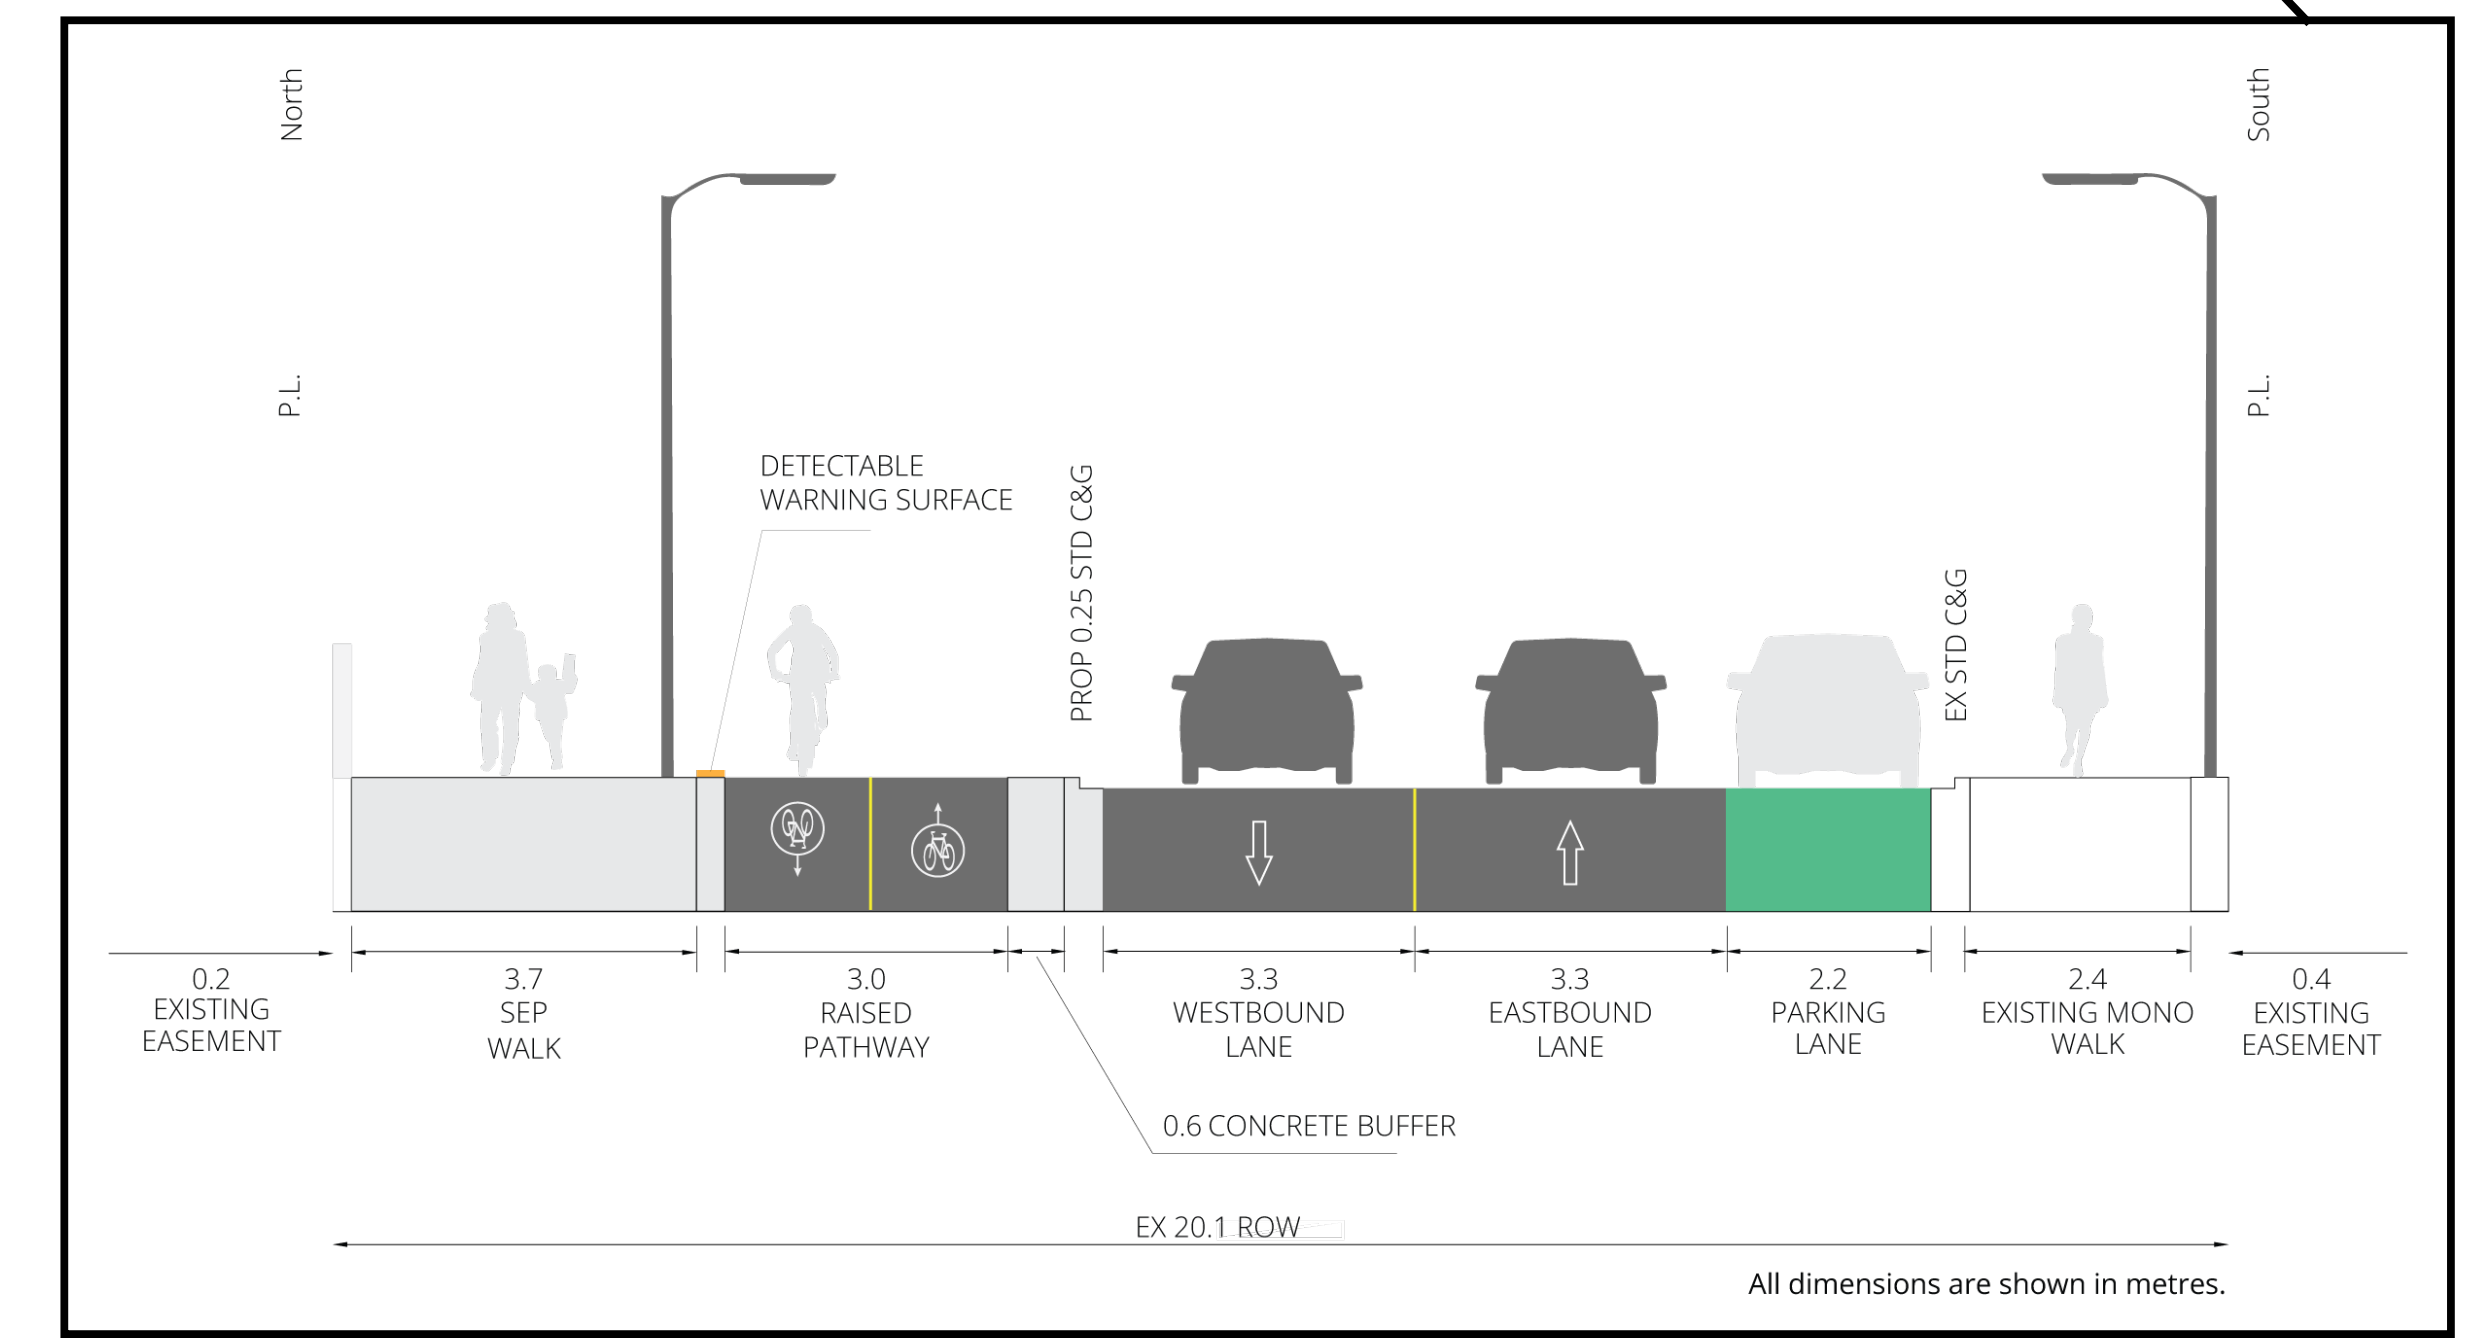 North
South
P.L.
P.L.
DETECTABLE
WARNING SURFACE
PROP 0.25 STD C&G
EX STD C&G
0.2
EXISTING
EASEMENT
3.7
SEP
WALK
3.0
RAISED
PATHWAY
3.3
WESTBOUND
LANE
3.3
EASTBOUND
LANE
2.2
PARKING
LANE
2.4
EXISTING MONO
WALK
0.4
EXISTING
EASEMENT
0.6 CONCRETE BUFFER
EX 20.1 ROW
All dimensions are shown in metres.